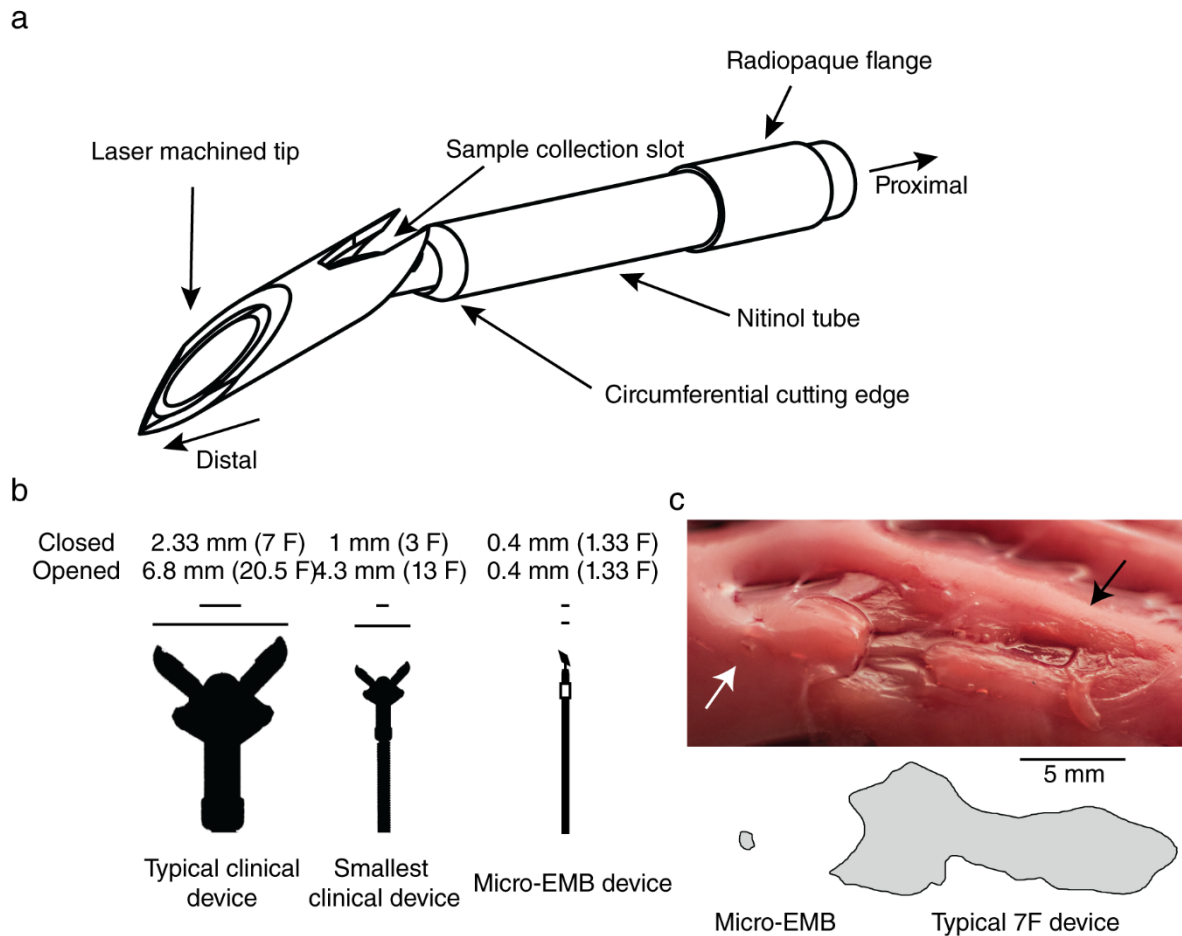 a
Radiopaque flange
Laser machined tip
Sample collection slot
Proximal
Nitinol tube
Circumferential cutting edge
Distal
b
Closed 2.33 mm (7 F) 1 mm (3 F) 0.4 mm (1.33 F)
Opened 6.8 mm (20.5 F) 4.3 mm (13 F) 0.4 mm (1.33 F)
Typical clinical
device
Smallest
clinical device
Micro-EMB device
c
5 mm
Micro-EMB
Typical 7F device